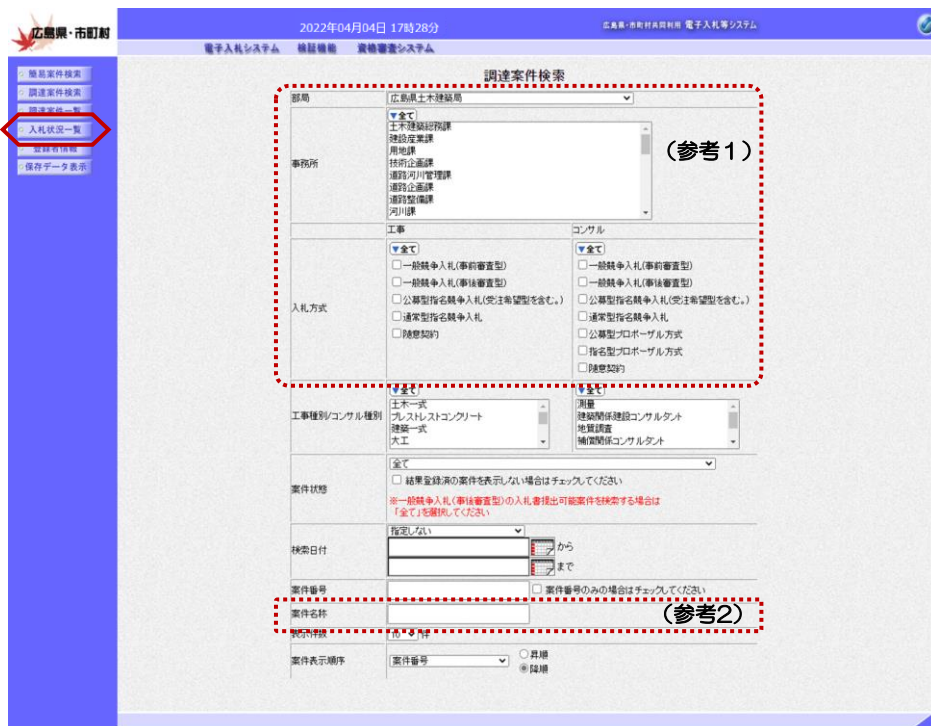 広島県・市町村
2022年04月04日 17時28分
広島県・市町村共同利用 電子入札等システム
電子入札システム 検証機能 資格審査システム
簡易案件検索
調達案件検索
調達案件一覧
入札状況一覧
登録者情報
保存データ表示
調達案件検索
部局 広島県土木建築局
事務所
▼全て
土木建築総務課
建設産業課
用地課
技術企画課
道路河川管理課
道路企画課
道路整備課
河川課
(参考1)
工事 コンサル
入札方式
▼全て ▼全て
一般競争入札(事前審査型) 一般競争入札(事前審査型)
一般競争入札(事後審査型) 一般競争入札(事後審査型)
公募型指名競争入札(受注希望型を含む。) 公募型指名競争入札(受注希望型を含む。)
通常型指名競争入札 通常型指名競争入札
随意契約 公募型プロポーザル方式
指名型プロポーザル方式
随意契約
工事種別/コンサル種別
▼全て ▼全て
土木一式 測量
プレストレストコンクリート 建築関係建設コンサルタント
建築一式 地質調査
大工 補償関係コンサルタント
案件状態
全て
結果登録済の案件を表示しない場合はチェックしてください
※一般競争入札(事後審査型)の入札書提出可能案件を検索する場合は
「全て」を選択してください
検索日付
指定しない
から
まで
案件番号 案件番号のみの場合はチェックしてください
案件名称 (参考2)
表示件数 10 件
案件表示順序 案件番号
昇順
降順